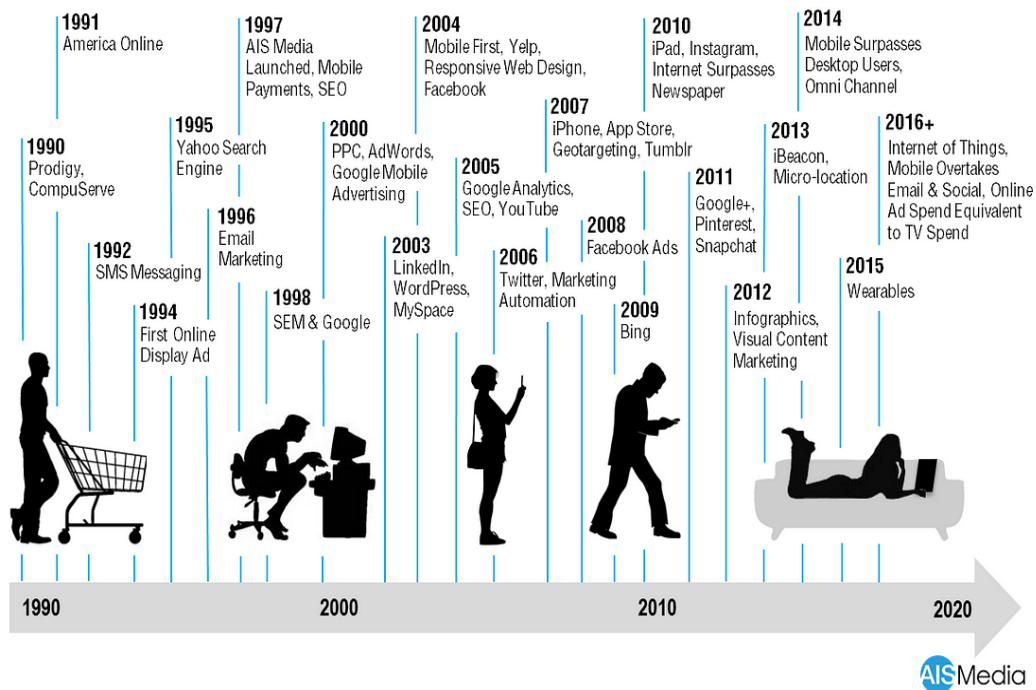 1990
Prodigy,
CompuServe
1991
America Online
1992
SMS Messaging
1994
First Online
Display Ad
1995
Yahoo Search
Engine
1996
Email
Marketing
1997
AIS Media
Launched, Mobile
Payments, SEO
1998
SEM & Google
2000
PPC, AdWords,
Google Mobile
Advertising
2003
LinkedIn,
WordPress,
MySpace
2004
Mobile First, Yelp,
Responsive Web Design,
Facebook
2005
Google Analytics,
SEO, YouTube
2006
Twitter, Marketing
Automation
2007
iPhone, App Store,
Geotargeting, Tumblr
2008
Facebook Ads
2009
Bing
2010
iPad, Instagram,
Internet Surpasses
Newspaper
2011
Google+,
Pinterest,
Snapchat
2012
Infographics,
Visual Content
Marketing
2013
iBeacon,
Micro-location
2014
Mobile Surpasses
Desktop Users,
Omni Channel
2015
Wearables
2016+
Internet of Things,
Mobile Overtakes
Email & Social, Online
Ad Spend Equivalent
to TV Spend
1990
2000
2010
2020
AISMedia